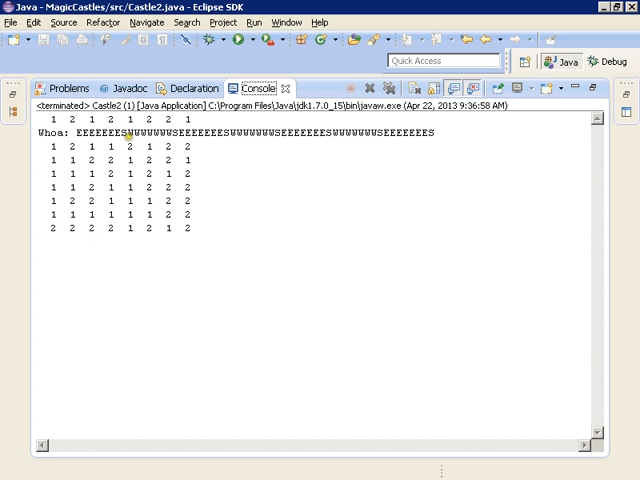 Java - MagicCastles/src/Castle2.java - Eclipse SDK
File Edit Source Refactor Navigate Search Project Run Window Help
Quick Access
Java
Debug
Problems Javadoc Declaration Console
<terminated> Castle2 (1) [Java Application] C:\Program Files\Java\jdk1.7.0_15\bin\javaw.exe (Apr 22, 2013 9:36:58 AM)
1 2 1 2 1 2 2 1
Whoa: EEEEEEESWWWWWWWSEEEEEEESWWWWWWWSEEEEEEESWWWWWWWSEEEEEEES
1 2 1 1 2 1 2 2
1 1 2 2 1 2 2 1
1 1 1 2 1 1 2 2
1 1 2 1 1 2 2 2
1 2 2 1 1 1 2 2
1 1 1 1 1 1 2 2
2 2 2 2 1 2 1 2